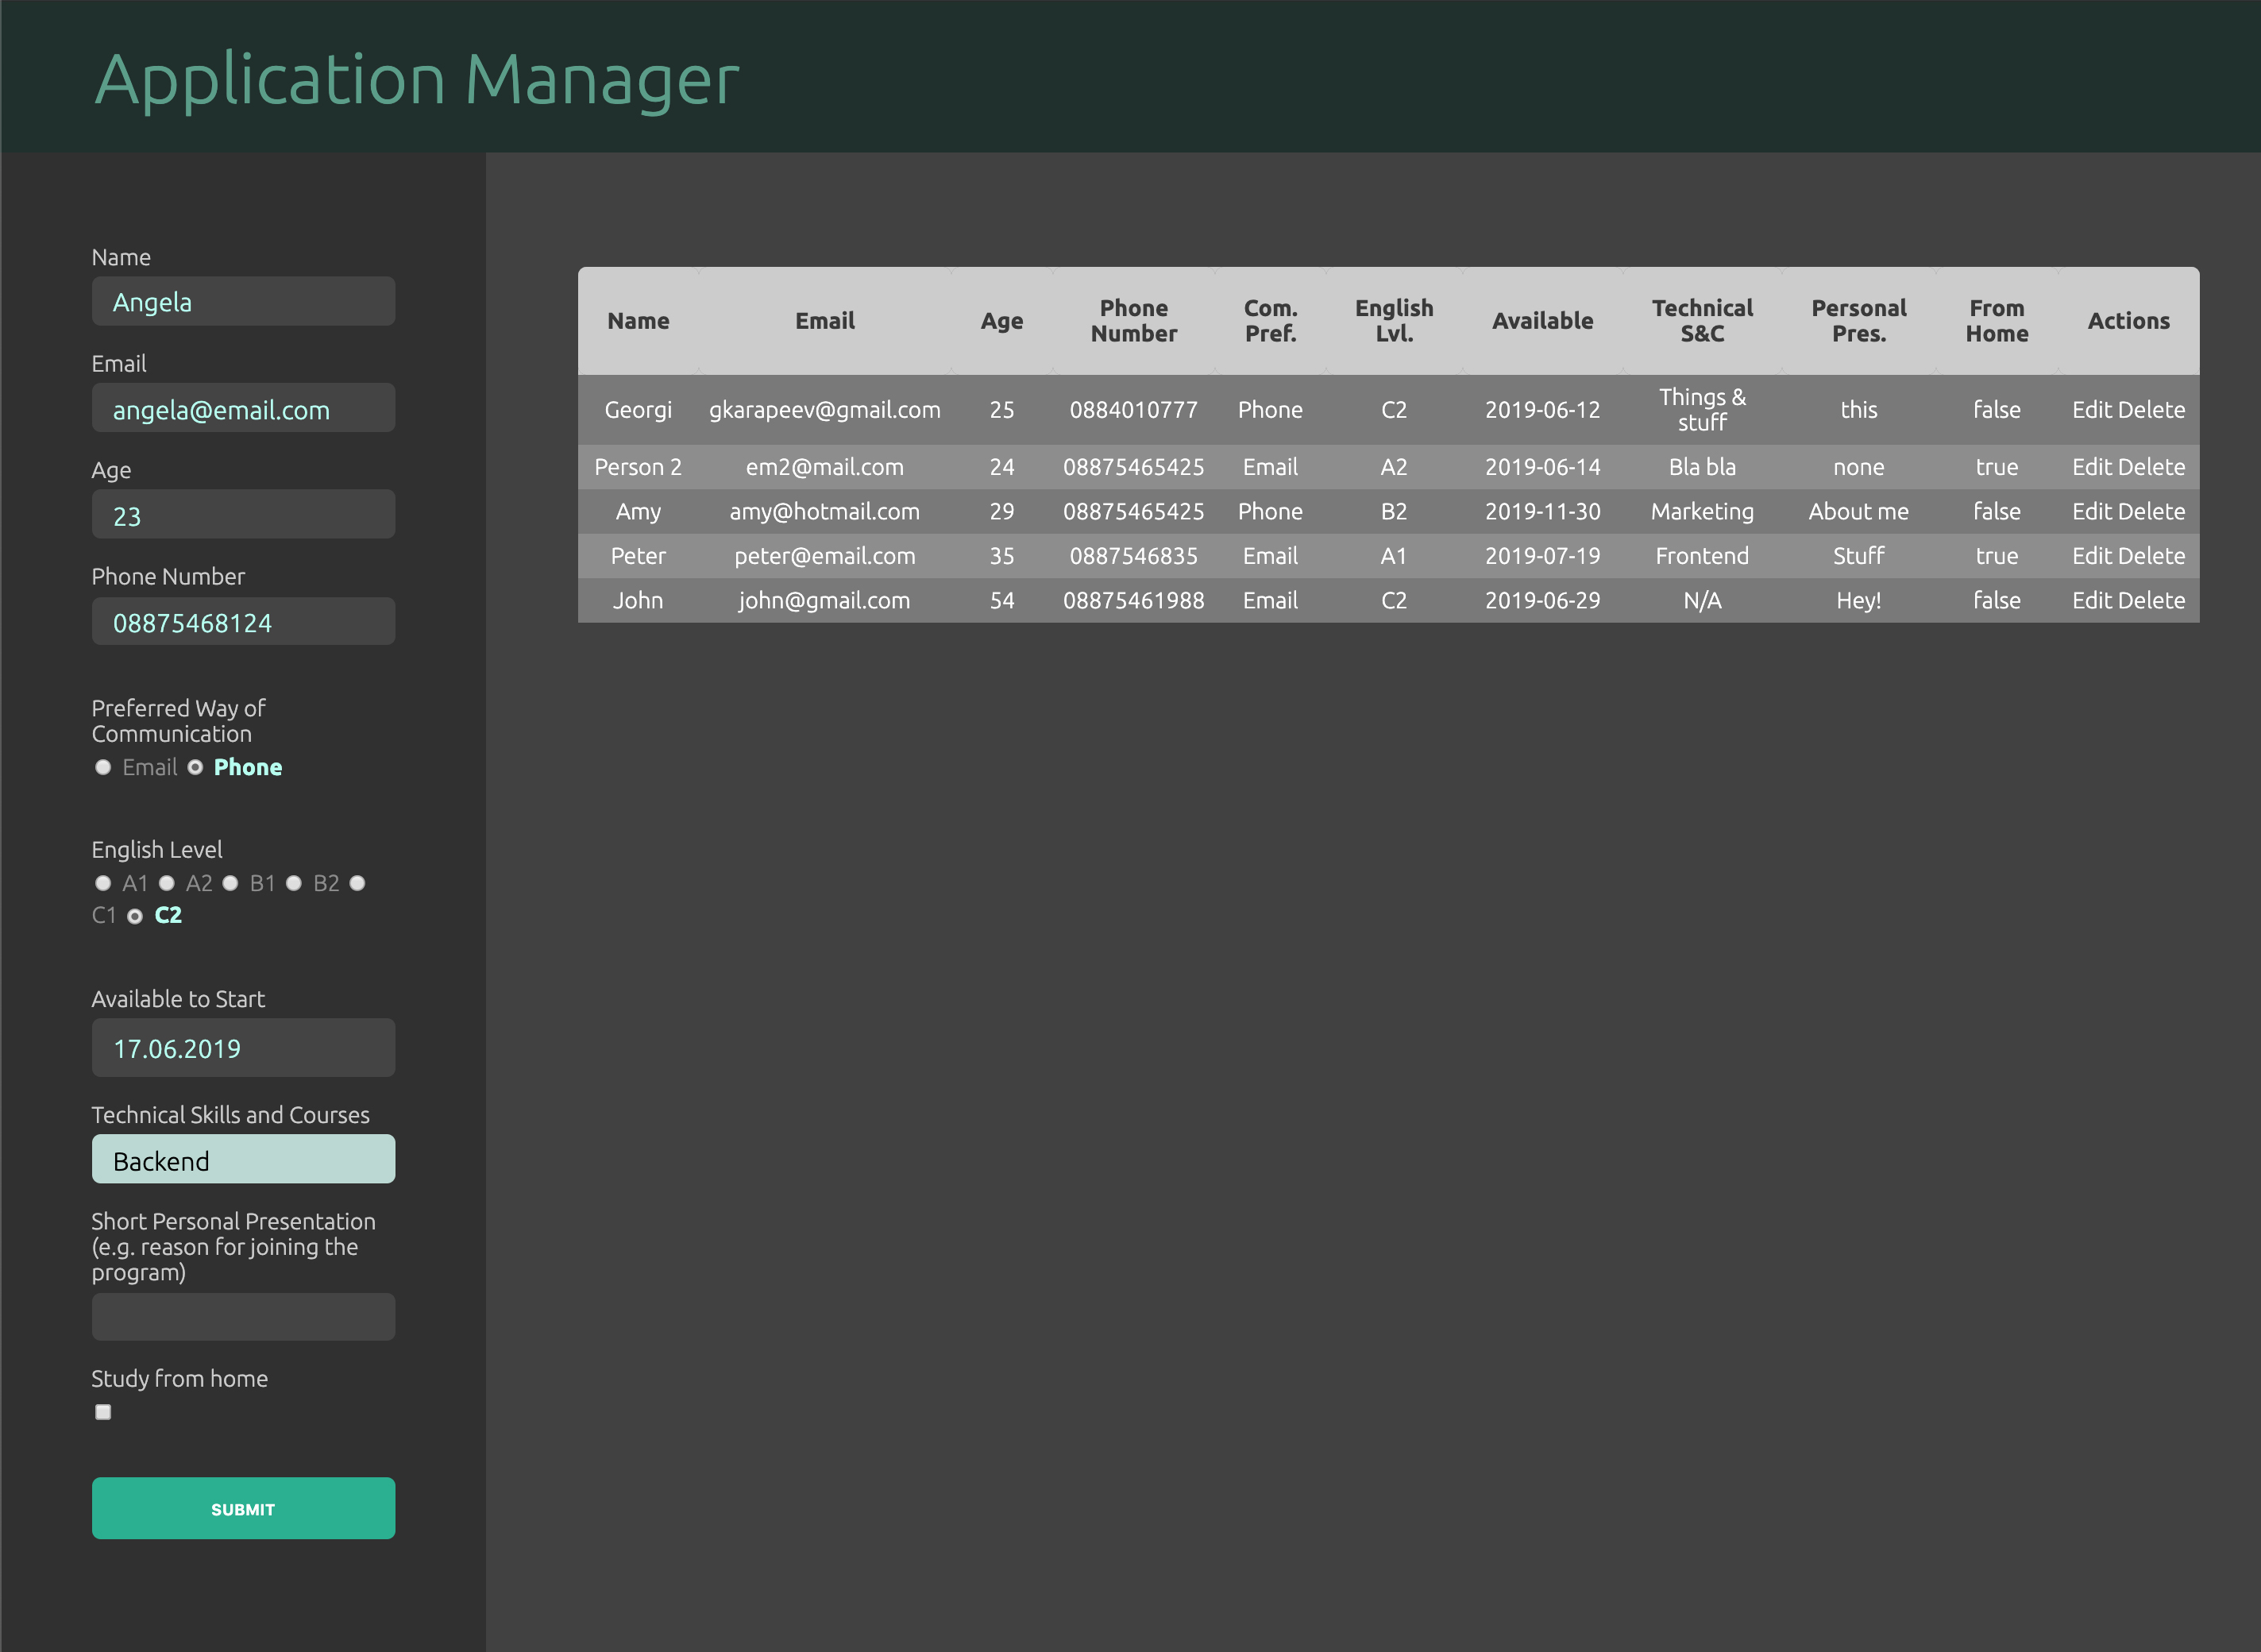 Application Manager
Name
Angela
Email
angela@email.com
Age
23
Phone Number
08875468124
Preferred Way of
Communication
Email Phone
English Level
A1 A2 B1 B2
C1 C2
Available to Start
17.06.2019
Technical Skills and Courses
Backend
Short Personal Presentation
(e.g. reason for joining the
program)
Study from home
SUBMIT
Name Email Age Phone Number Com. Pref. English Lvl. Available Technical S&C Personal Pres. From Home Actions
Georgi gkarapeev@gmail.com 25 0884010777 Phone C2 2019-06-12 Things & stuff this false Edit Delete
Person 2 em2@mail.com 24 08875465425 Email A2 2019-06-14 Bla bla none true Edit Delete
Amy amy@hotmail.com 29 08875465425 Phone B2 2019-11-30 Marketing About me false Edit Delete
Peter peter@email.com 35 0887546835 Email A1 2019-07-19 Frontend Stuff true Edit Delete
John john@gmail.com 54 08875461988 Email C2 2019-06-29 N/A Hey! false Edit Delete